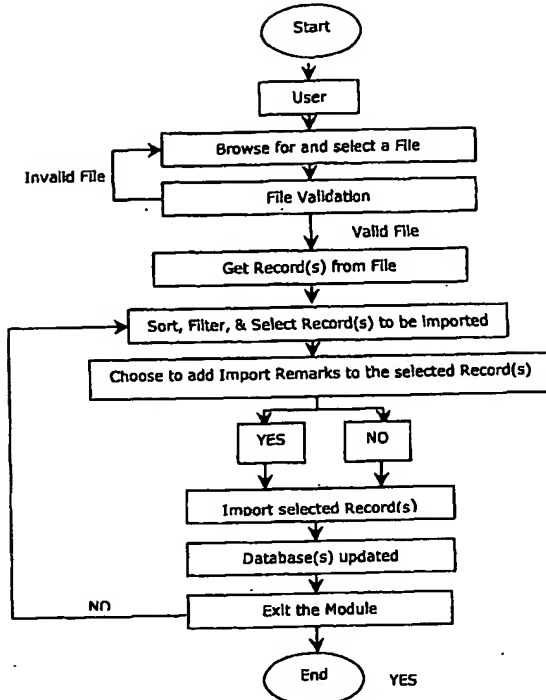 Start
User
Browse for and select a File
Invalid File
File Validation
Valid File
Get Record(s) from File
Sort, Filter, & Select Record(s) to be imported
Choose to add Import Remarks to the selected Record(s)
YES
NO
Import selected Record(s)
Database(s) updated
NO
Exit the Module
End
YES